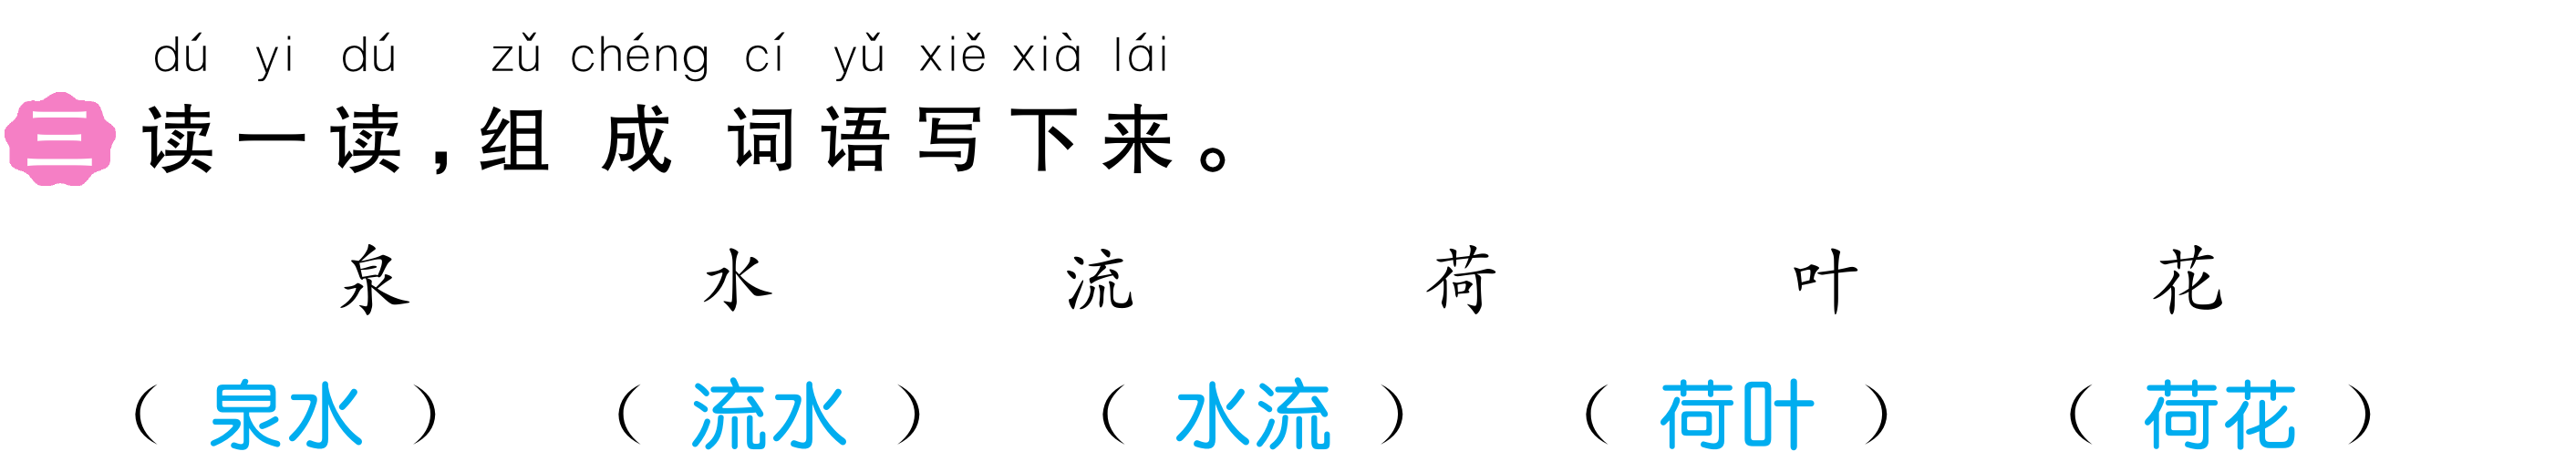 dú yi dú zǔ chéng cí yǔ xiě xià lái
三 读一读,组成词语写下来。
泉 水 流 荷 叶 花
( 泉水 ) ( 流水 ) ( 水流 ) ( 荷叶 ) ( 荷花 )